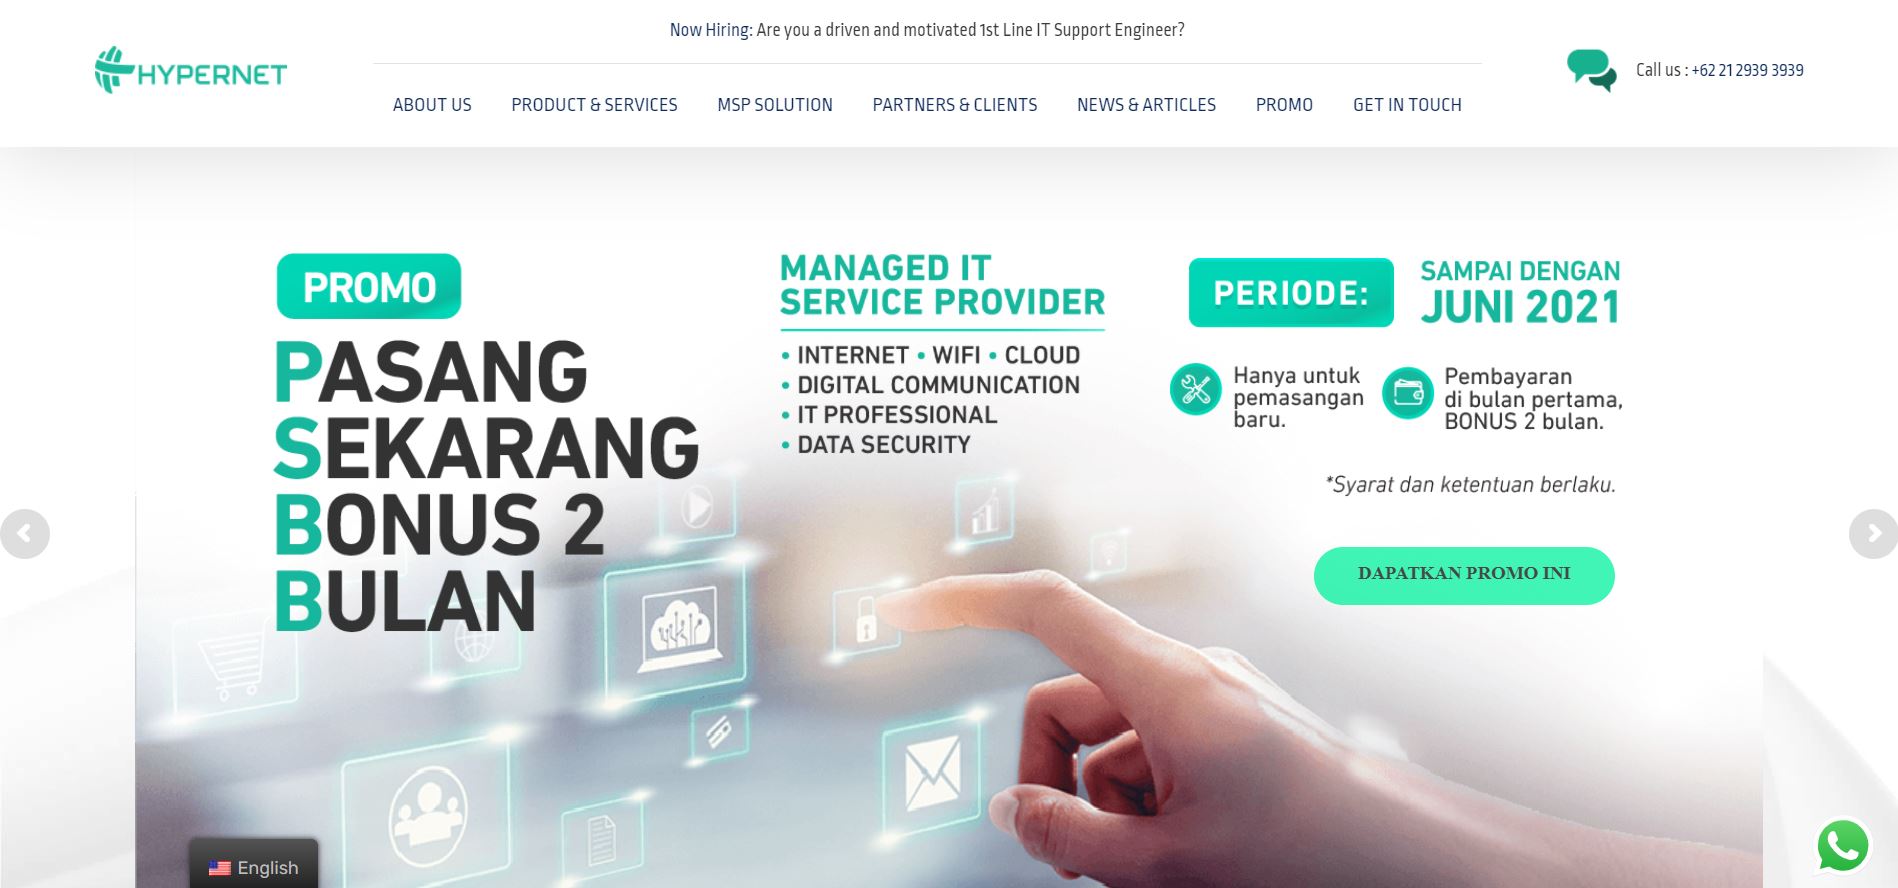 Now Hiring: Are you a driven and motivated 1st Line IT Support Engineer?
HYPERNET
Call us : +62 21 2939 3939
ABOUT US PRODUCT & SERVICES MSP SOLUTION PARTNERS & CLIENTS NEWS & ARTICLES PROMO GET IN TOUCH
PROMO
PASANG
SEKARANG
BONUS 2
BULAN
MANAGED IT
SERVICE PROVIDER
• INTERNET • WIFI • CLOUD
• DIGITAL COMMUNICATION
• IT PROFESSIONAL
• DATA SECURITY
PERIODE:
SAMPAI DENGAN
JUNI 2021
Hanya untuk
pemasangan
baru.
Pembayaran
di bulan pertama,
BONUS 2 bulan.
*Syarat dan ketentuan berlaku.
DAPATKAN PROMO INI
English